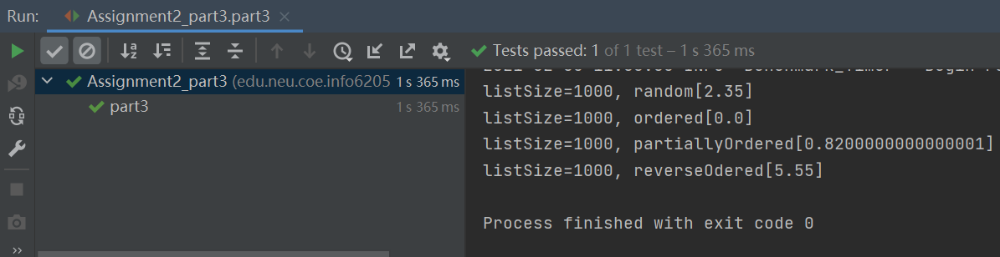 Run: Assignment2_part3.part3
Tests passed: 1 of 1 test – 1 s 365 ms
Assignment2_part3 (edu.neu.coe.info6205 1 s 365 ms
part3 1 s 365 ms
listSize=1000, random[2.35]
listSize=1000, ordered[0.0]
listSize=1000, partiallyOrdered[0.8200000000000001]
listSize=1000, reverseOdered[5.55]
Process finished with exit code 0